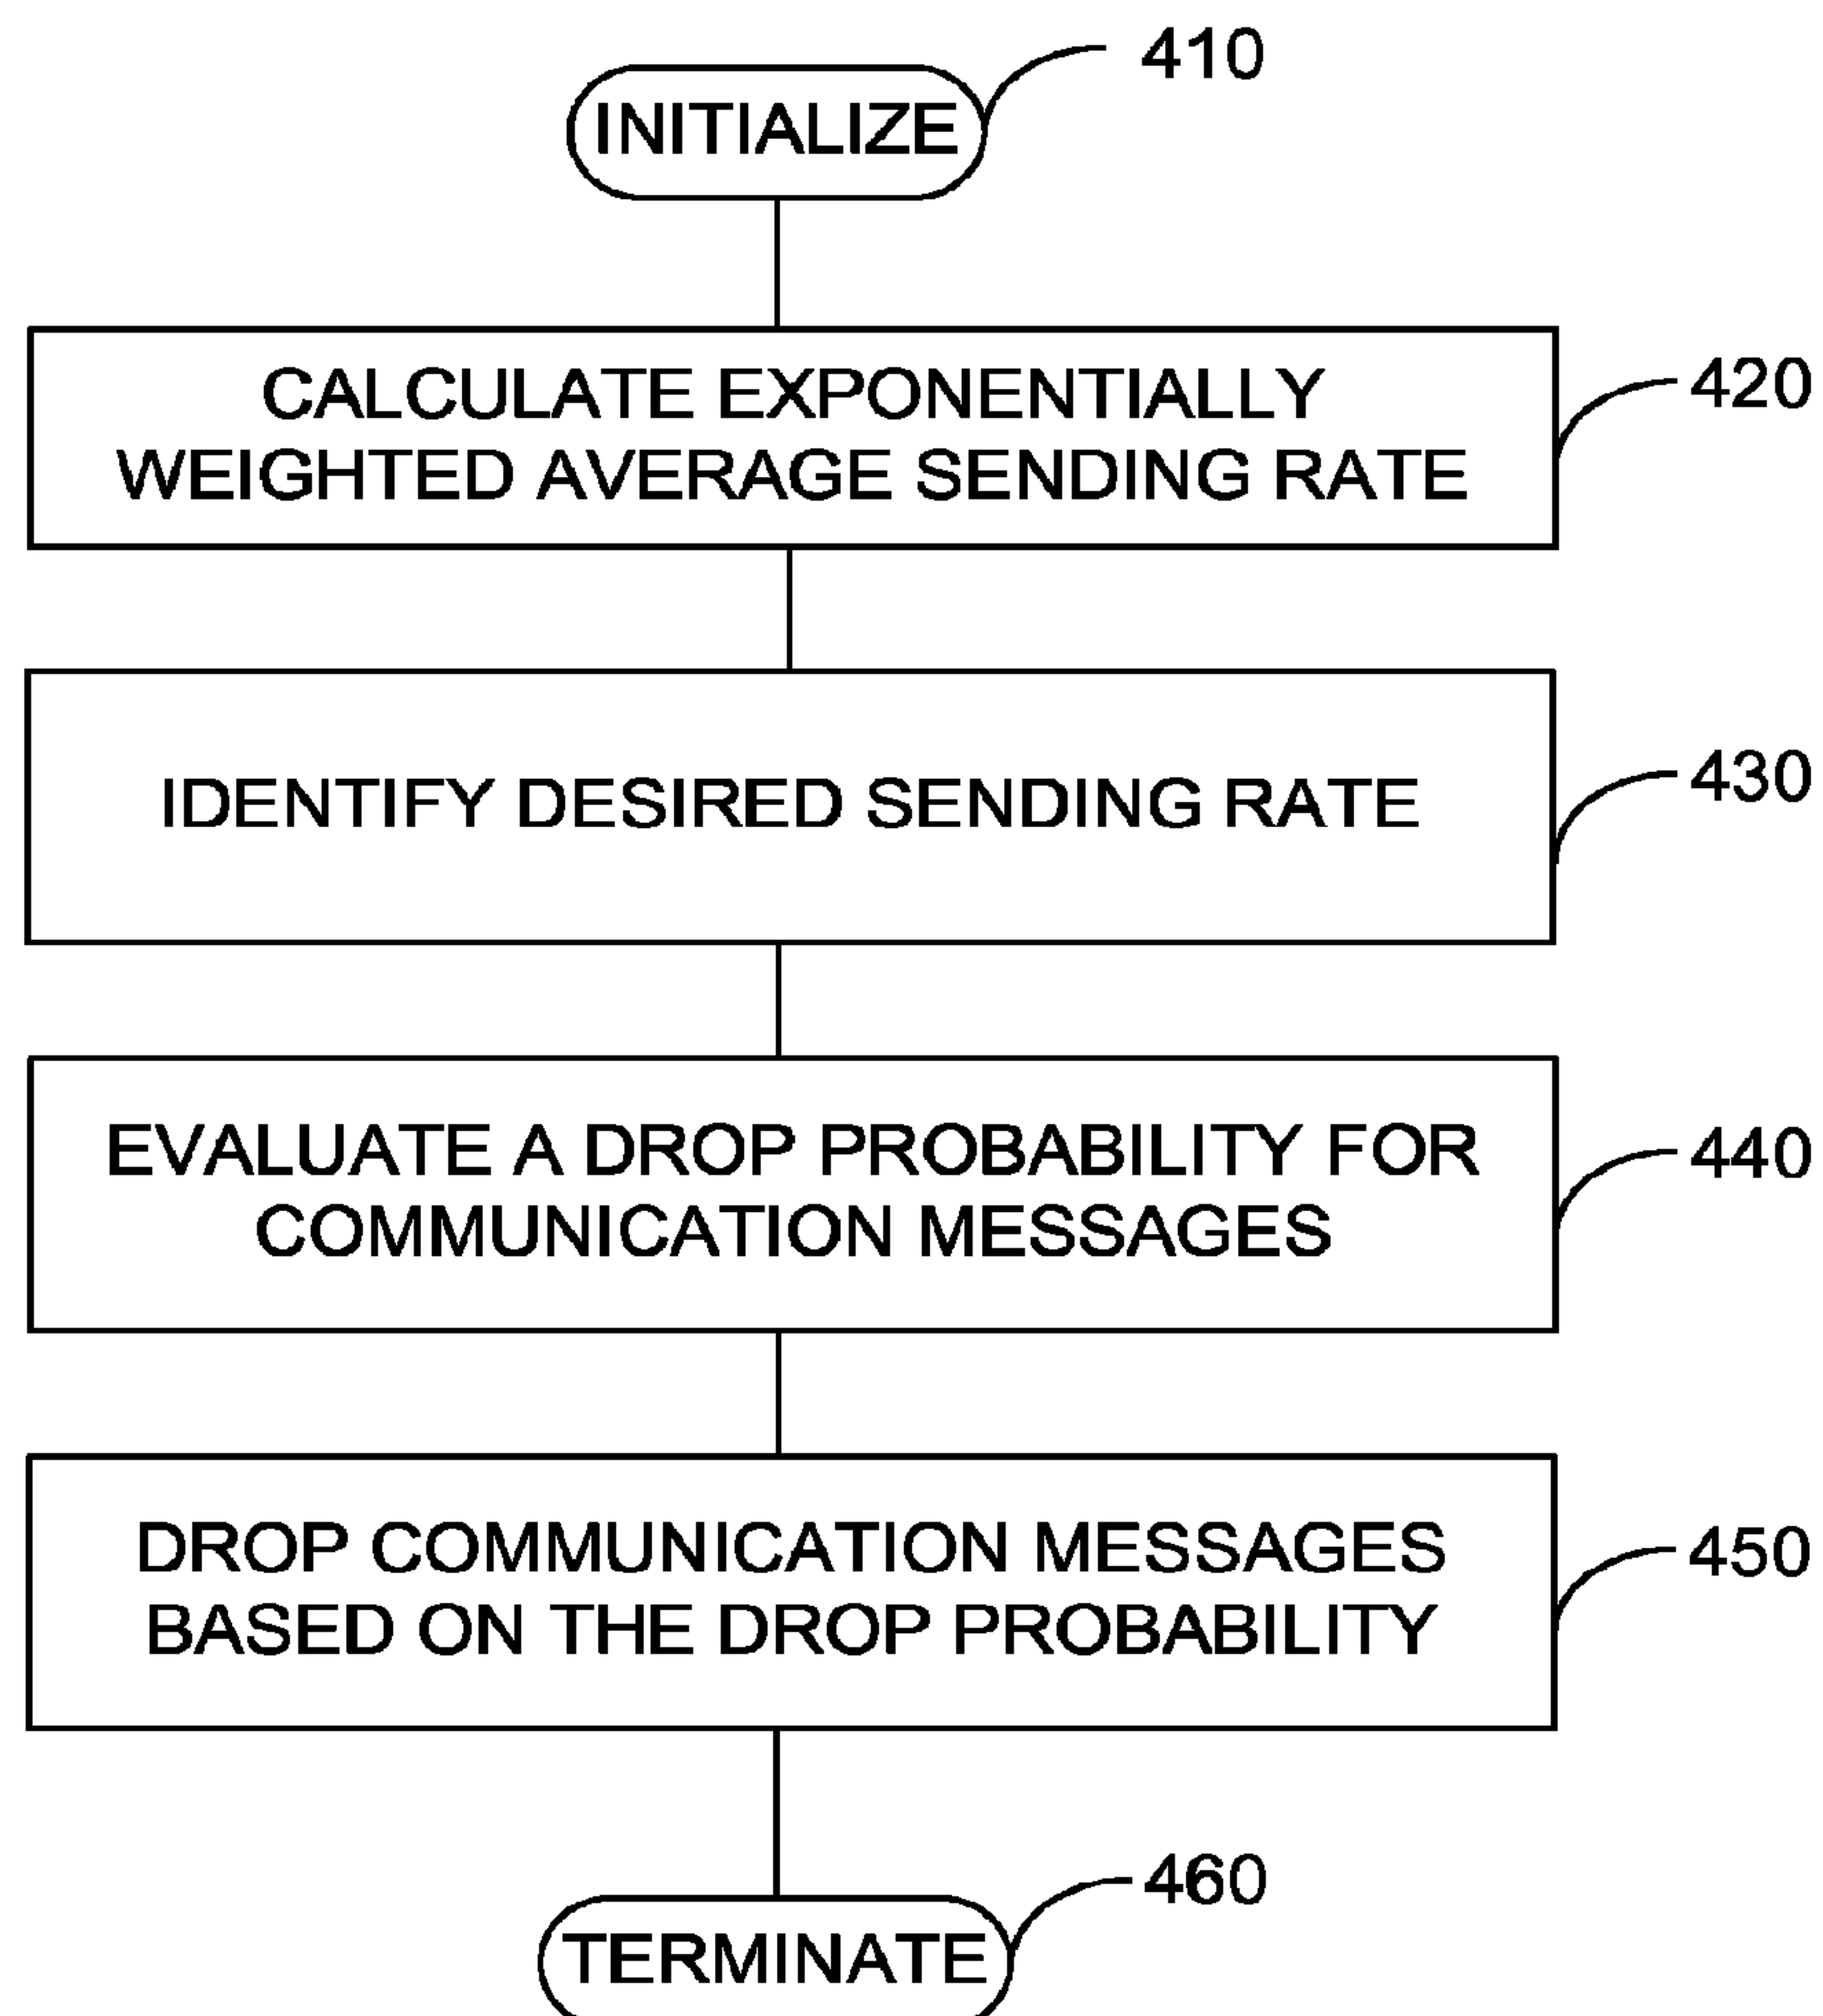 410
INITIALIZE
CALCULATE EXPONENTIALLY
WEIGHTED AVERAGE SENDING RATE
420
IDENTIFY DESIRED SENDING RATE
430
EVALUATE A DROP PROBABILITY FOR
COMMUNICATION MESSAGES
440
DROP COMMUNICATION MESSAGES
BASED ON THE DROP PROBABILITY
450
460
TERMINATE